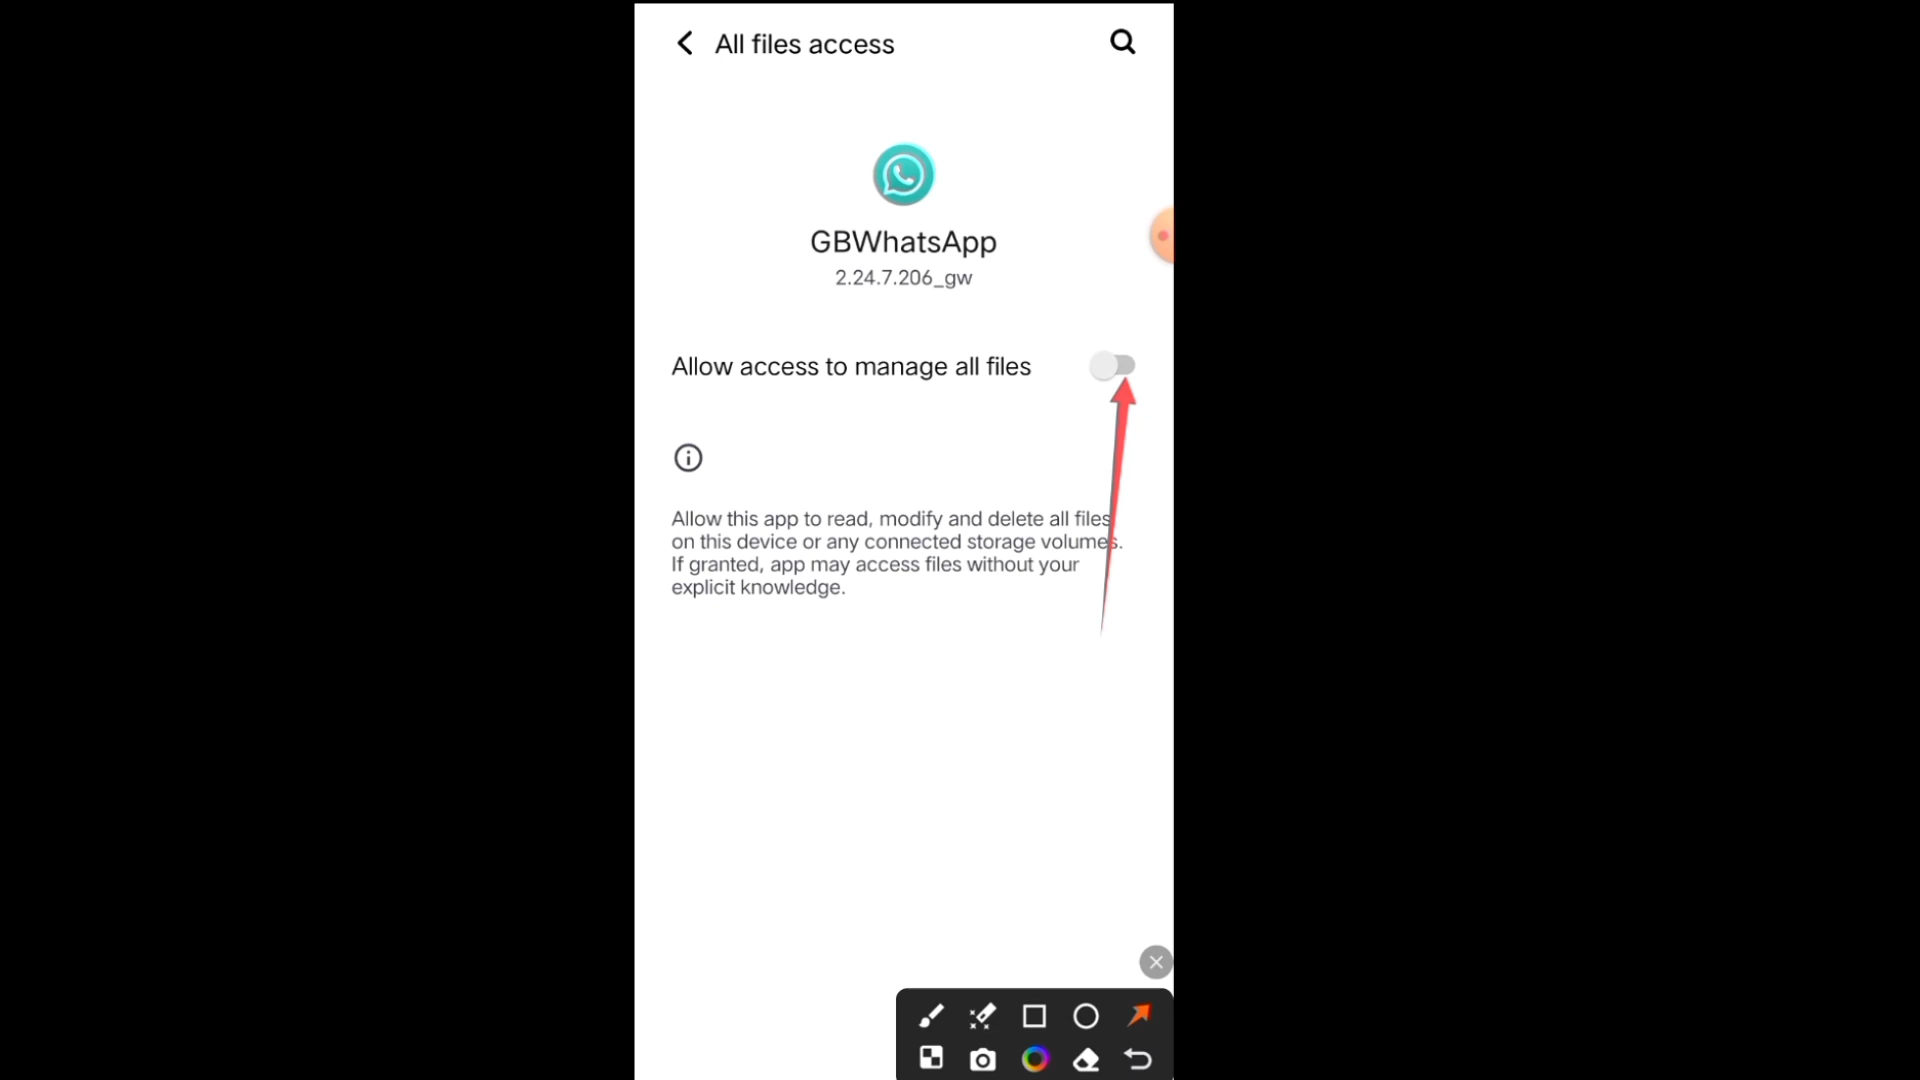 All files access
GBWhatsApp
2.24.7.206_gw
Allow access to manage all files
Allow this app to read, modify and delete all files
on this device or any connected storage volumes.
If granted, app may access files without your
explicit knowledge.